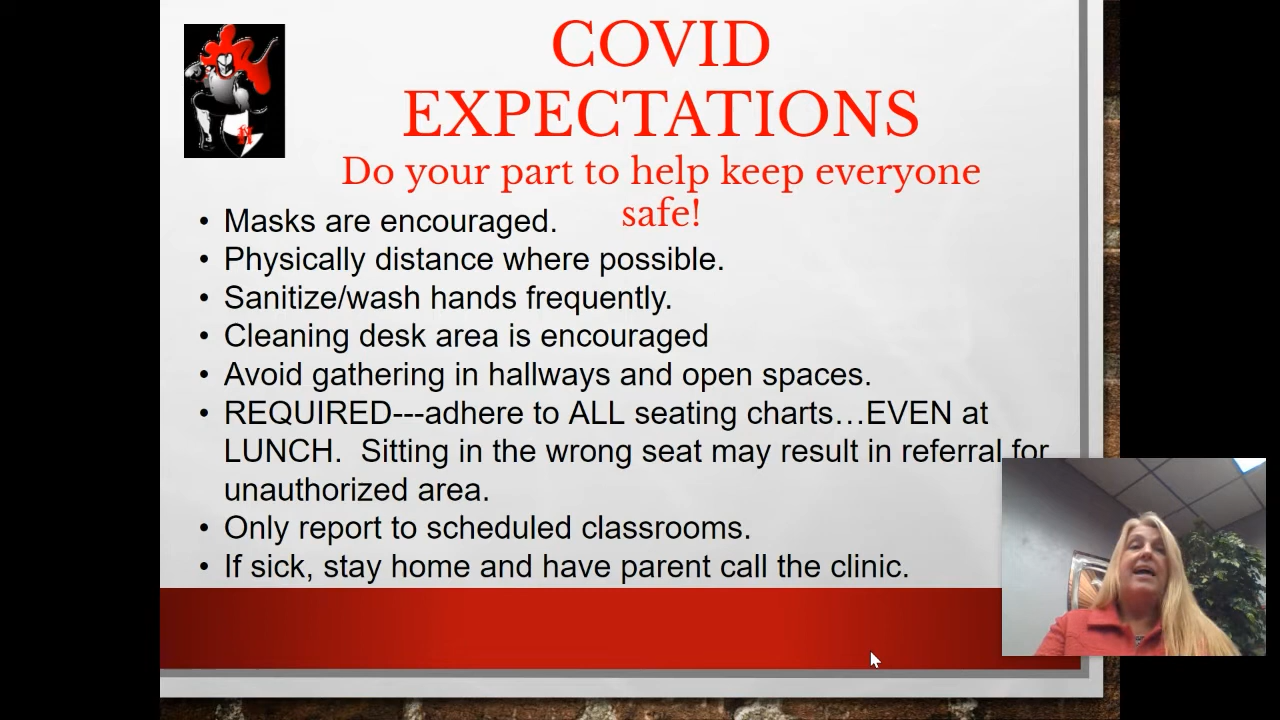 COVID
EXPECTATIONS
Do your part to help keep everyone
safe!
• Masks are encouraged.
• Physically distance where possible.
• Sanitize/wash hands frequently.
• Cleaning desk area is encouraged
• Avoid gathering in hallways and open spaces.
• REQUIRED---adhere to ALL seating charts…EVEN at
LUNCH.  Sitting in the wrong seat may result in referral for
unauthorized area.
• Only report to scheduled classrooms.
• If sick, stay home and have parent call the clinic.